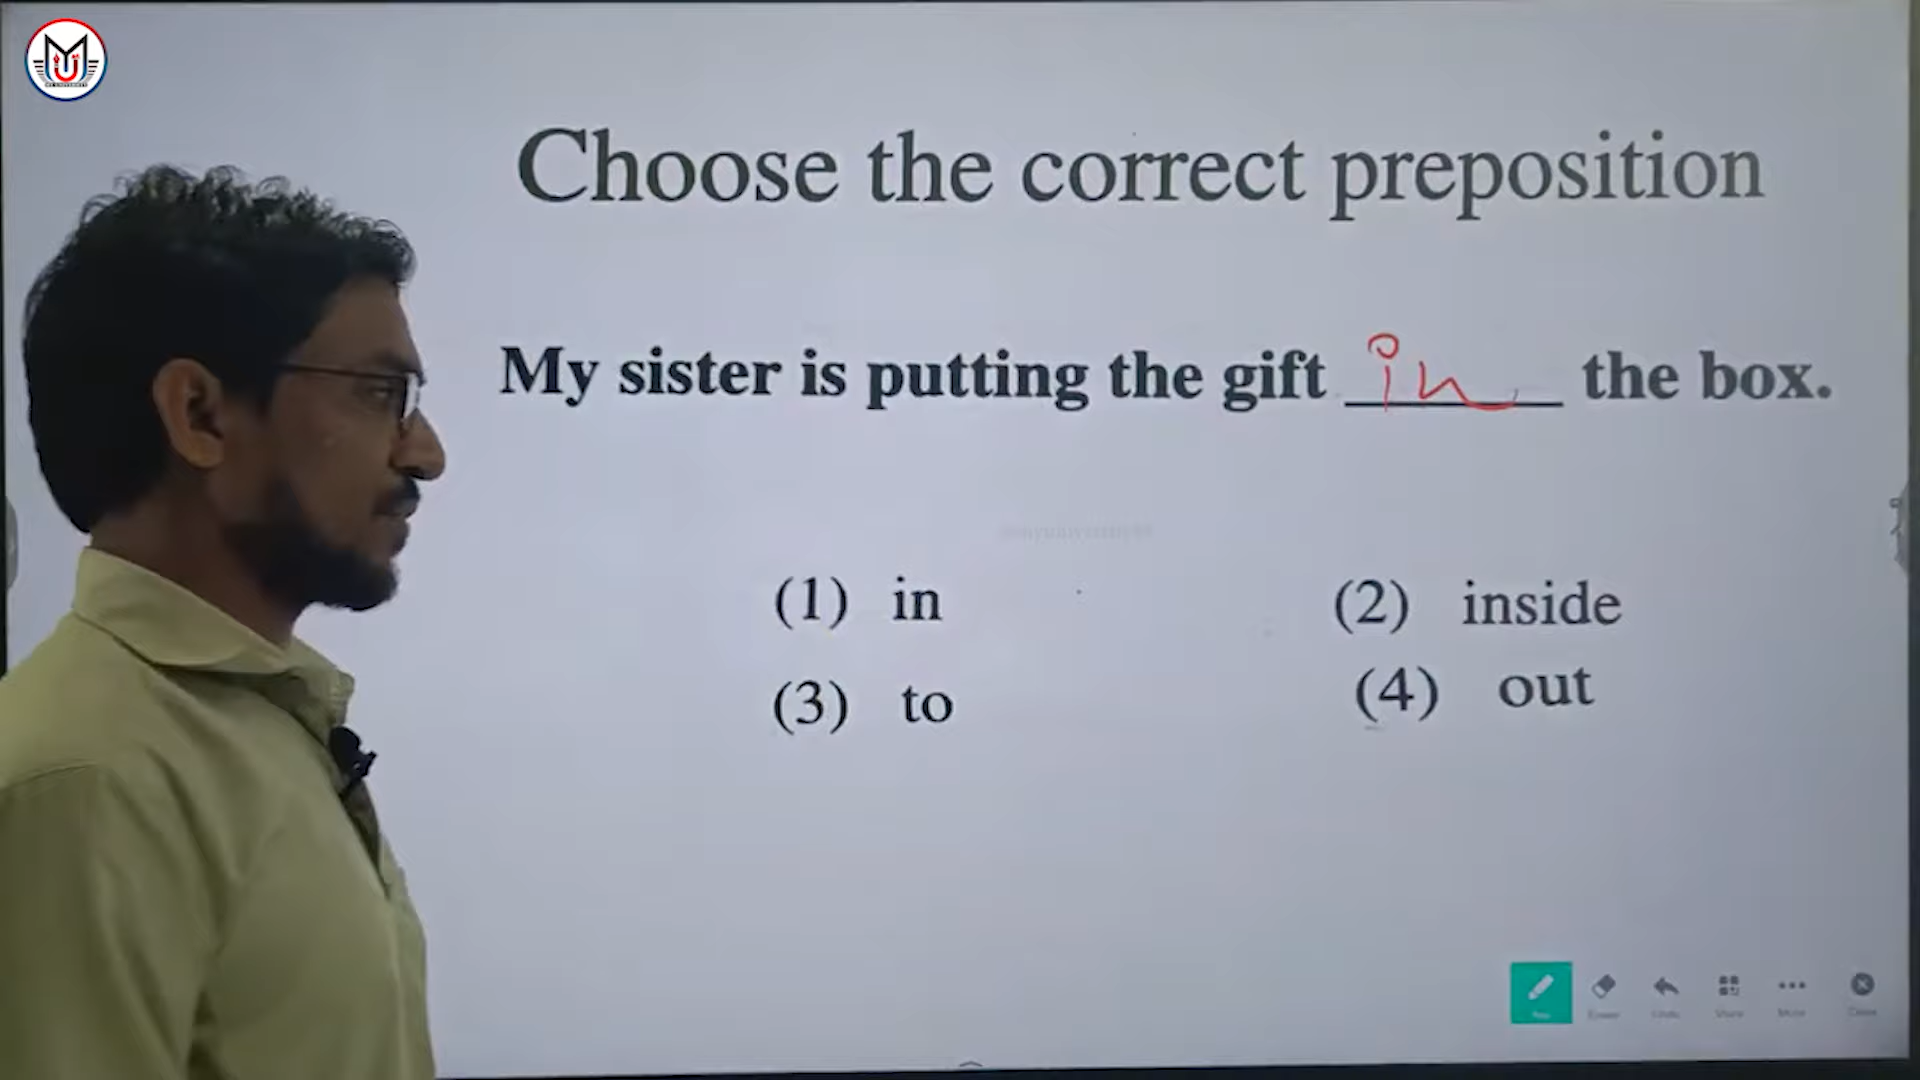 Choose the correct preposition
My sister is putting the gift in the box.
(1) in (2) inside
(3) to (4) out